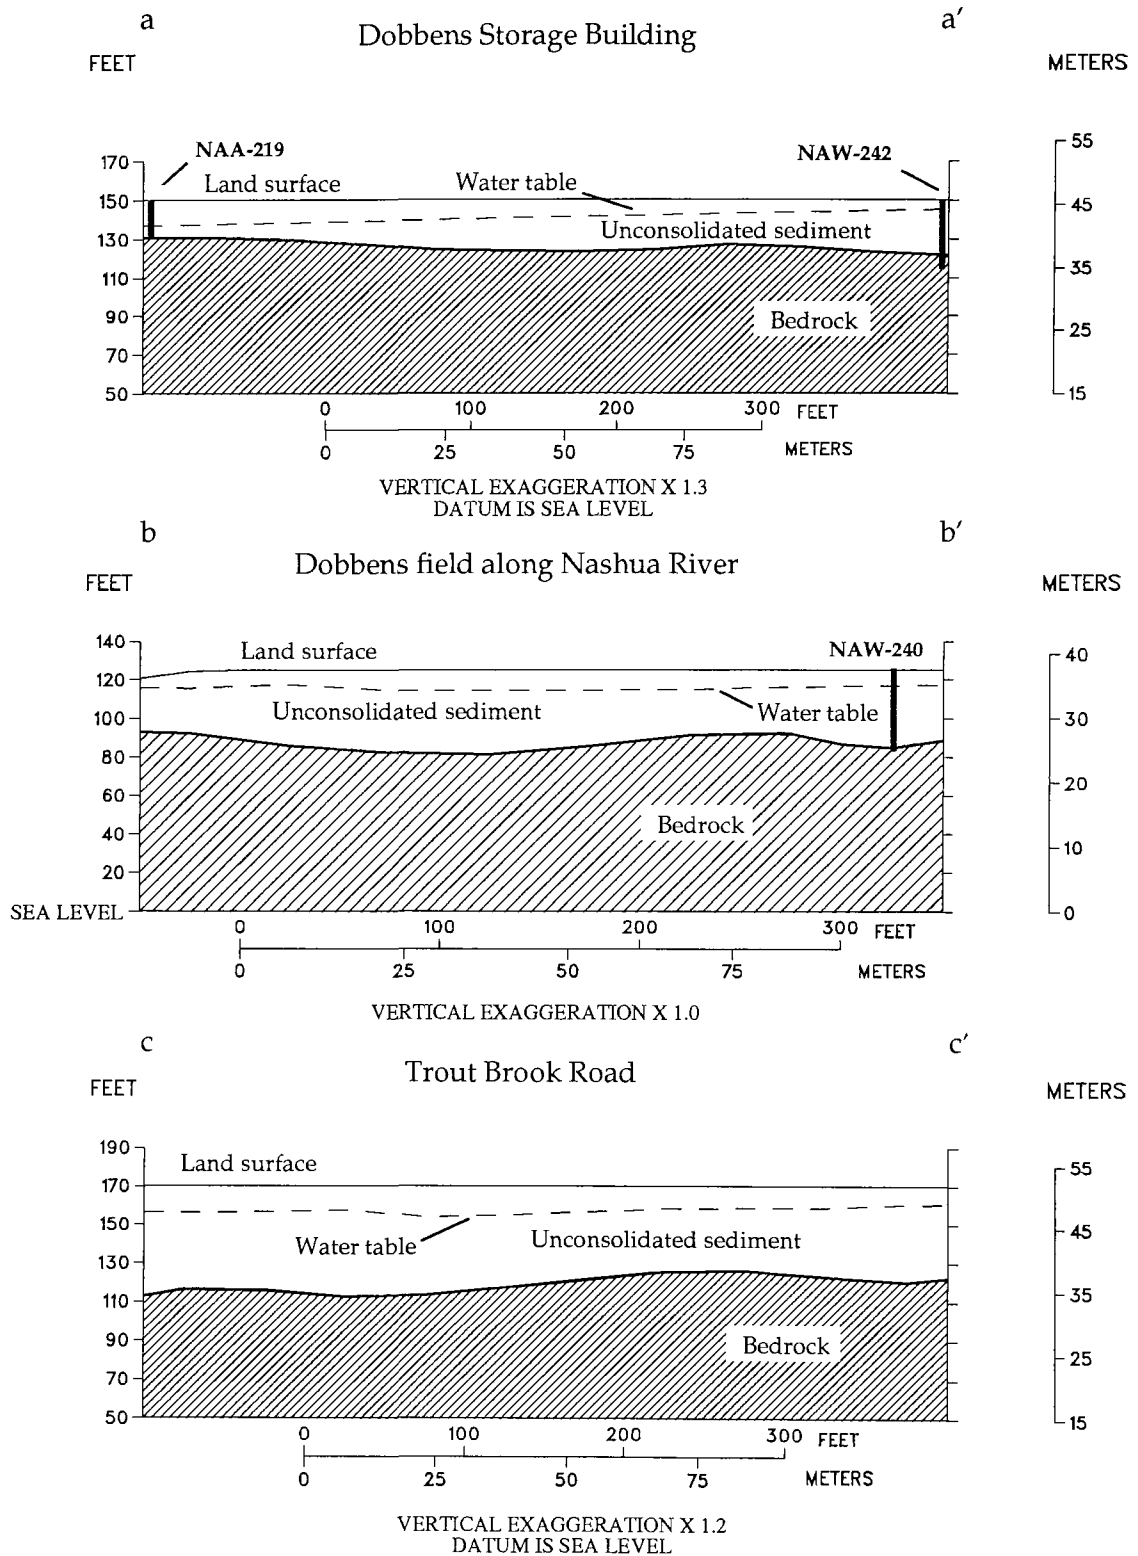 a
a′
Dobbens Storage Building
FEET
METERS
NAA-219
NAW-242
Land surface
Water table
Unconsolidated sediment
Bedrock
170
150
130
110
90
70
50
55
45
35
25
15
0 100 200 300 FEET
0 25 50 75 METERS
VERTICAL EXAGGERATION X 1.3
DATUM IS SEA LEVEL
b
b′
Dobbens field along Nashua River
FEET
METERS
Land surface
NAW-240
Unconsolidated sediment
Water table
Bedrock
140
120
100
80
60
40
20
SEA LEVEL
40
30
20
10
0
0 100 200 300 FEET
0 25 50 75 METERS
VERTICAL EXAGGERATION X 1.0
c
c′
Trout Brook Road
FEET
METERS
Land surface
Water table
Unconsolidated sediment
Bedrock
190
170
150
130
110
90
70
50
55
45
35
25
15
0 100 200 300 FEET
0 25 50 75 METERS
VERTICAL EXAGGERATION X 1.2
DATUM IS SEA LEVEL